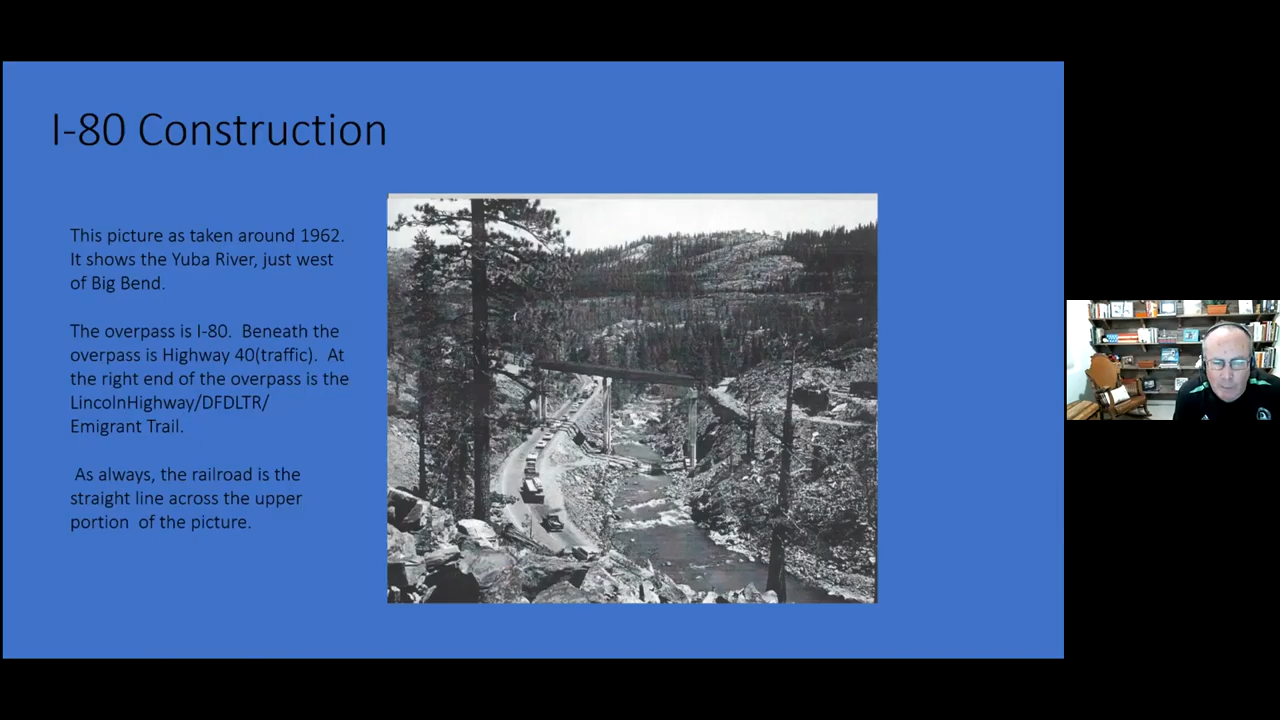 I-80 Construction
This picture as taken around 1962.
It shows the Yuba River, just west
of Big Bend.
The overpass is I-80.  Beneath the
overpass is Highway 40(traffic).  At
the right end of the overpass is the
LincolnHighway/DFDLTR/
Emigrant Trail.
As always, the railroad is the
straight line across the upper
portion  of the picture.